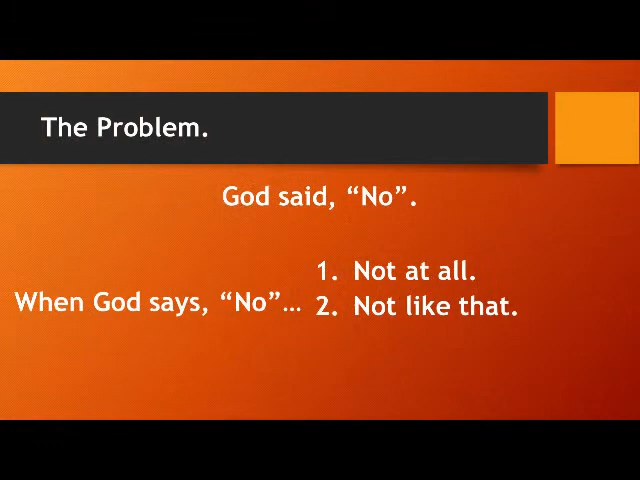 The Problem.
God said, “No”.
1. Not at all.
When God says, “No”...
2. Not like that.